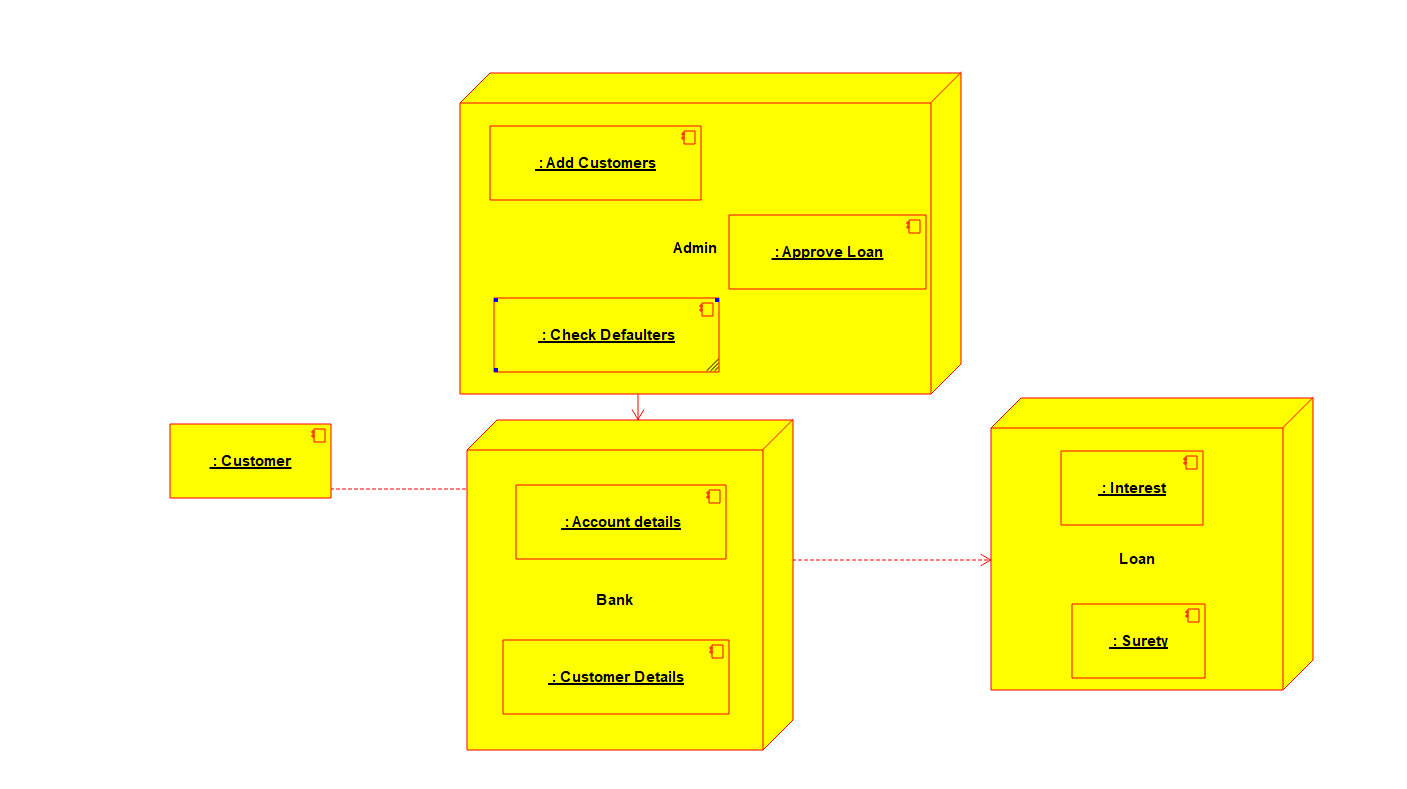 : Add Customers
Admin
: Approve Loan
: Check Defaulters
: Customer
: Account details
Bank
: Customer Details
: Interest
Loan
: Surety